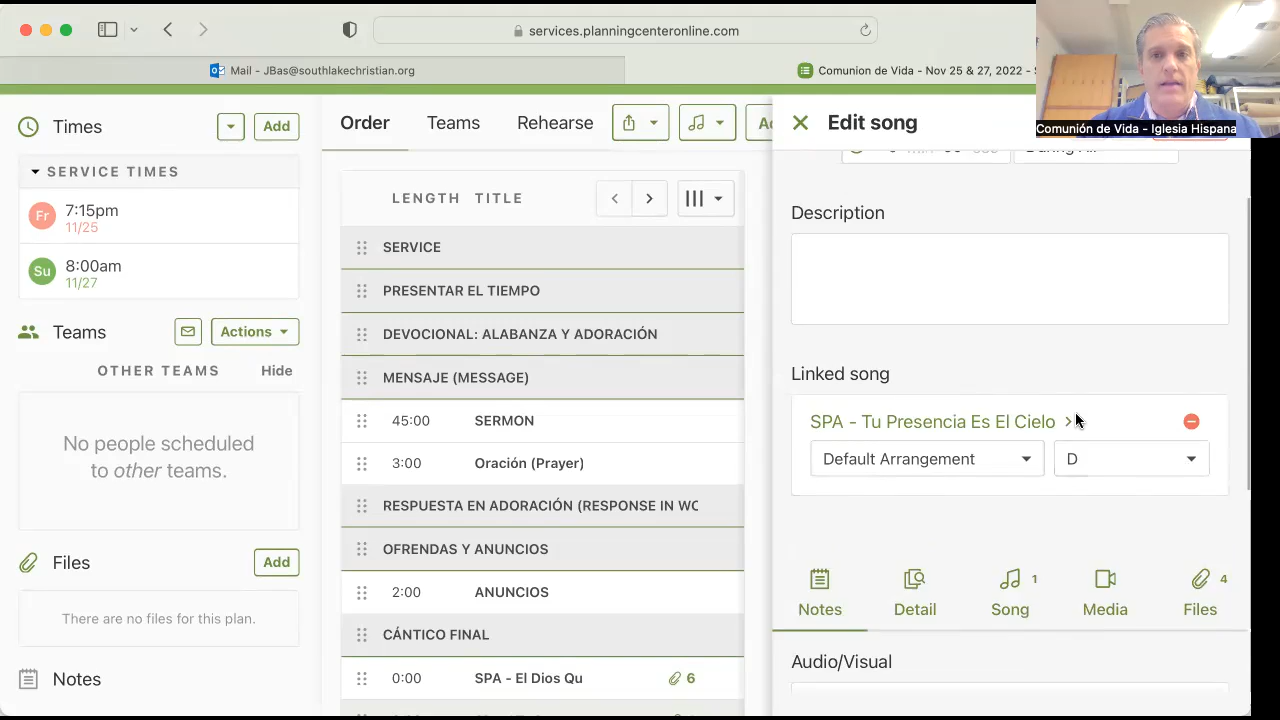 services.planningcenteronline.com
Mail - JBas@southlakechristian.org
Comunion de Vida - Nov 25 & 27, 2022 - S
Comunión de Vida - Iglesia Hispana
Times
Add
SERVICE TIMES
Fr
7:15pm
11/25
Su
8:00am
11/27
Teams
Actions
OTHER TEAMS
Hide
No people scheduled
to other teams.
Files
Add
There are no files for this plan.
Notes
Order
Teams
Rehearse
LENGTH TITLE
SERVICE
PRESENTAR EL TIEMPO
DEVOCIONAL: ALABANZA Y ADORACIÓN
MENSAJE (MESSAGE)
45:00 SERMON
3:00 Oración (Prayer)
RESPUESTA EN ADORACIÓN (RESPONSE IN WC
OFRENDAS Y ANUNCIOS
2:00 ANUNCIOS
CÁNTICO FINAL
0:00 SPA - El Dios Qu 6
Edit song
Description
Linked song
SPA - Tu Presencia Es El Cielo
Default Arrangement D
1 4
Notes Detail Song Media Files
Audio/Visual